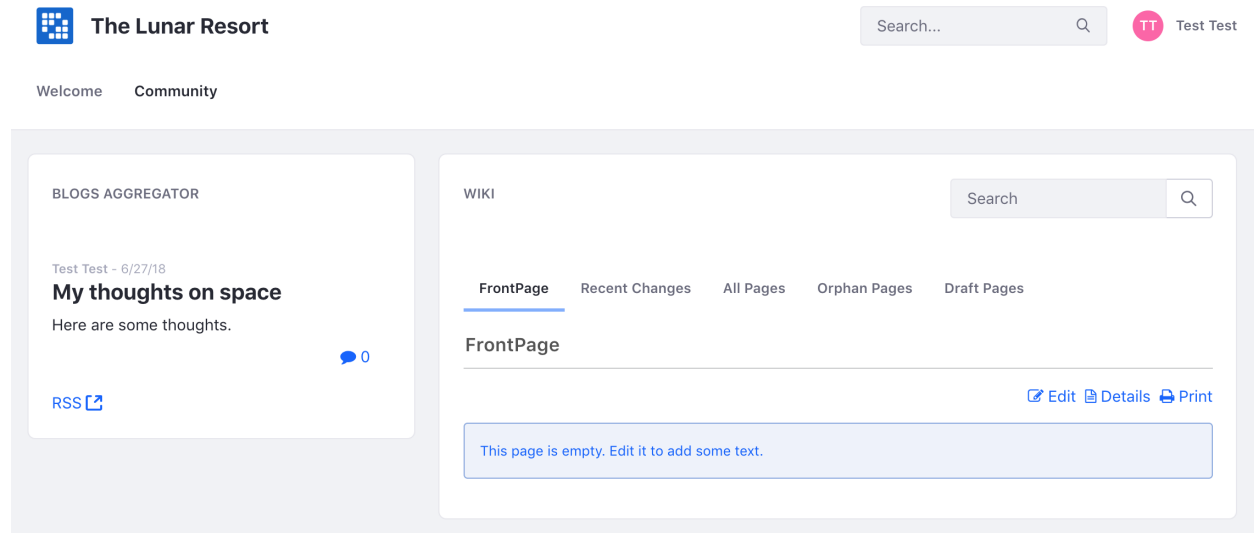 The Lunar Resort
Search...
TT
Test Test
Welcome
Community
BLOGS AGGREGATOR
Test Test - 6/27/18
My thoughts on space
Here are some thoughts.
0
RSS
WIKI
Search
FrontPage
Recent Changes
All Pages
Orphan Pages
Draft Pages
FrontPage
Edit
Details
Print
This page is empty. Edit it to add some text.